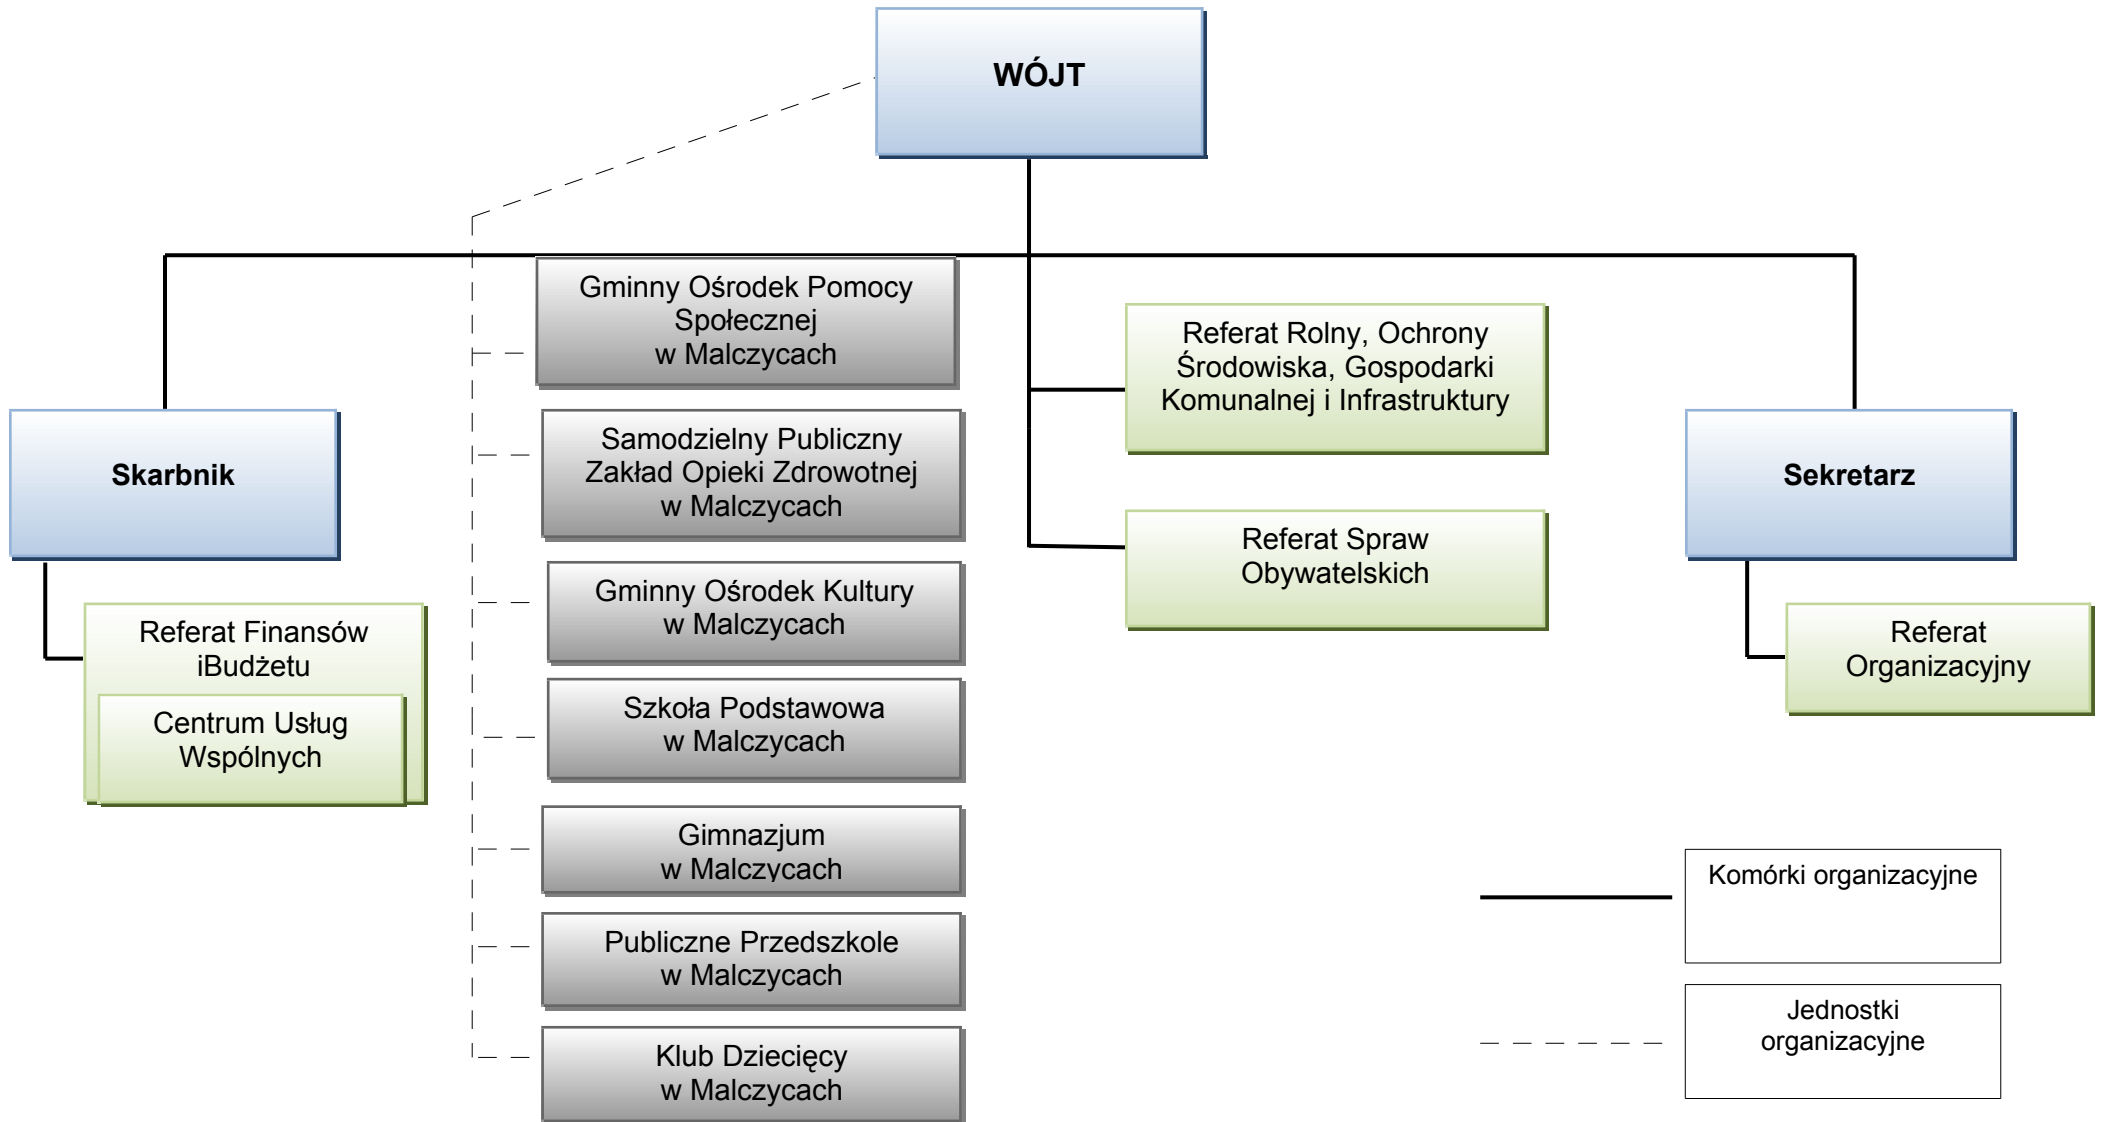 WÓJT
Gminny Ośrodek Pomocy
Społecznej
w Malczycach
Samodzielny Publiczny
Zakład Opieki Zdrowotnej
w Malczycach
Gminny Ośrodek Kultury
w Malczycach
Szkoła Podstawowa
w Malczycach
Gimnazjum
w Malczycach
Publiczne Przedszkole
w Malczycach
Klub Dziecięcy
w Malczycach
Skarbnik
Referat Finansów
iBudżetu
Centrum Usług
Wspólnych
Referat Rolny, Ochrony
Środowiska, Gospodarki
Komunalnej i Infrastruktury
Referat Spraw
Obywatelskich
Sekretarz
Referat
Organizacyjny
Komórki organizacyjne
Jednostki
organizacyjne